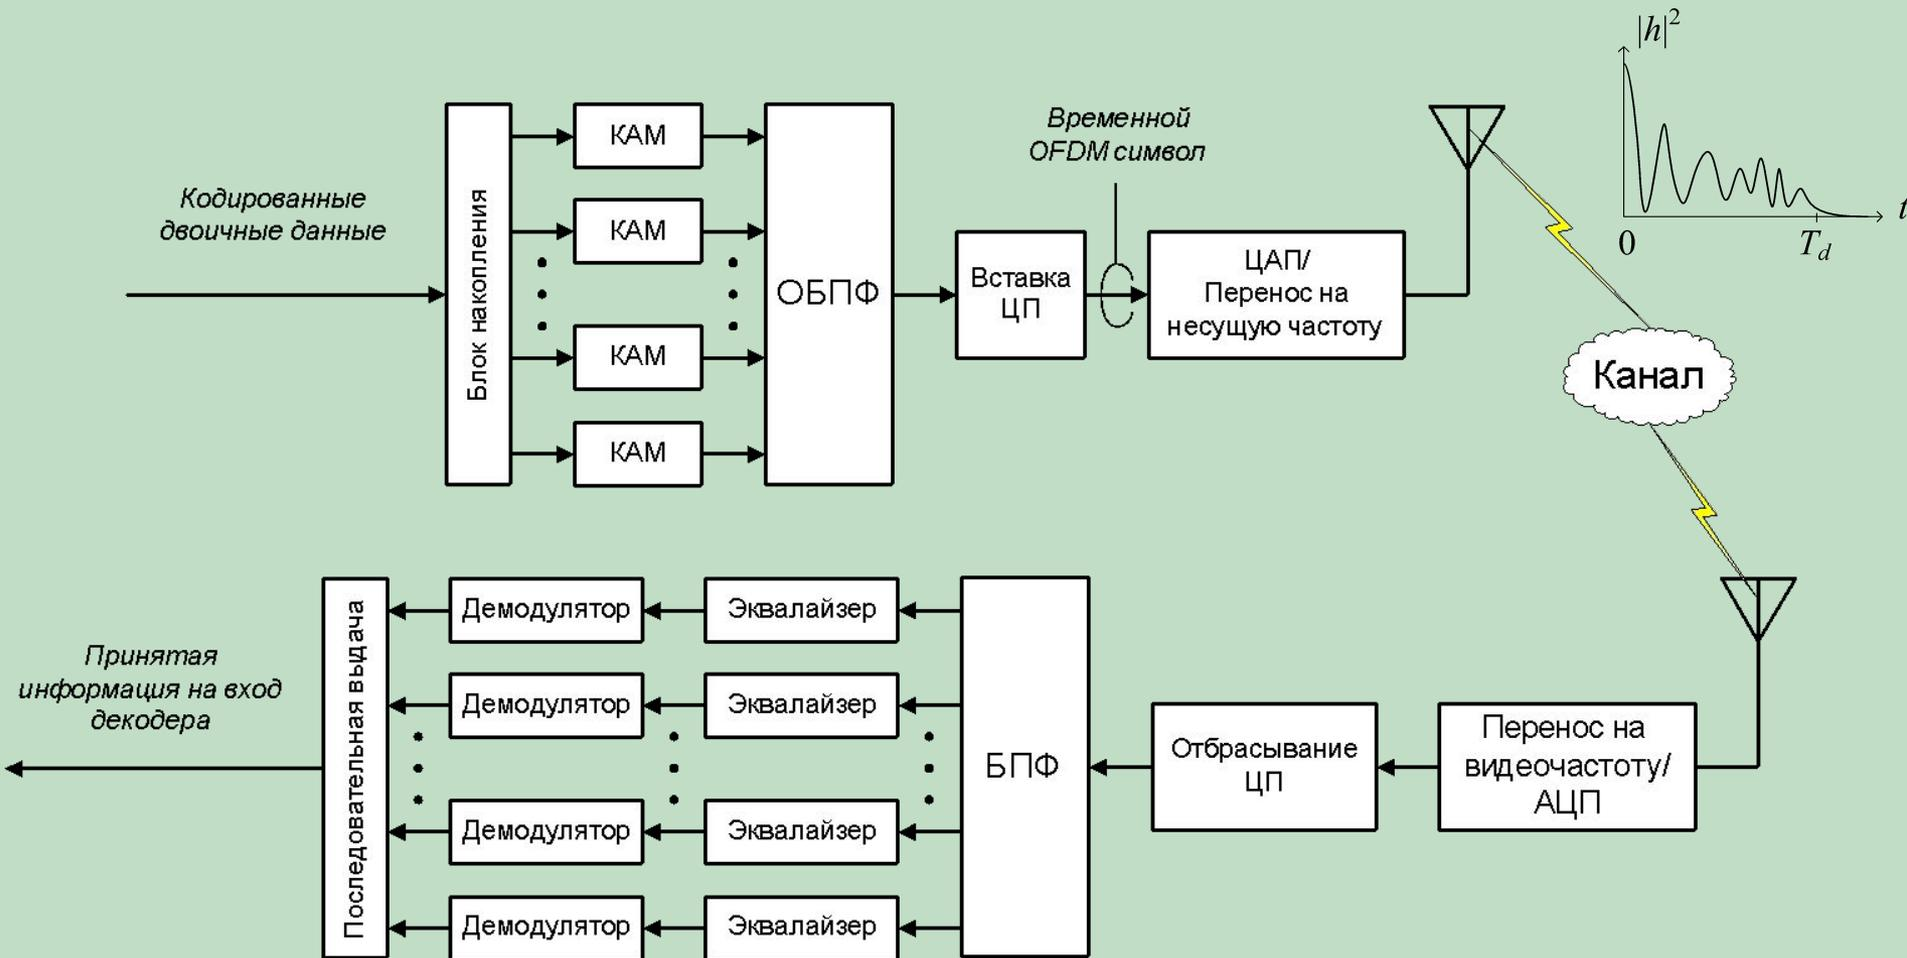 |h|²
t
0
T_d
Кодированные
двоичные данные
Блок накопления
КАМ
КАМ
КАМ
КАМ
ОБПФ
Вставка
ЦП
Временной
OFDM символ
ЦАП/
Перенос на
несущую частоту
Канал
Принятая
информация на вход
декодера
Последовательная выдача
Демодулятор
Эквалайзер
Демодулятор
Эквалайзер
Демодулятор
Эквалайзер
Демодулятор
Эквалайзер
БПФ
Отбрасывание
ЦП
Перенос на
видеочастоту/
АЦП